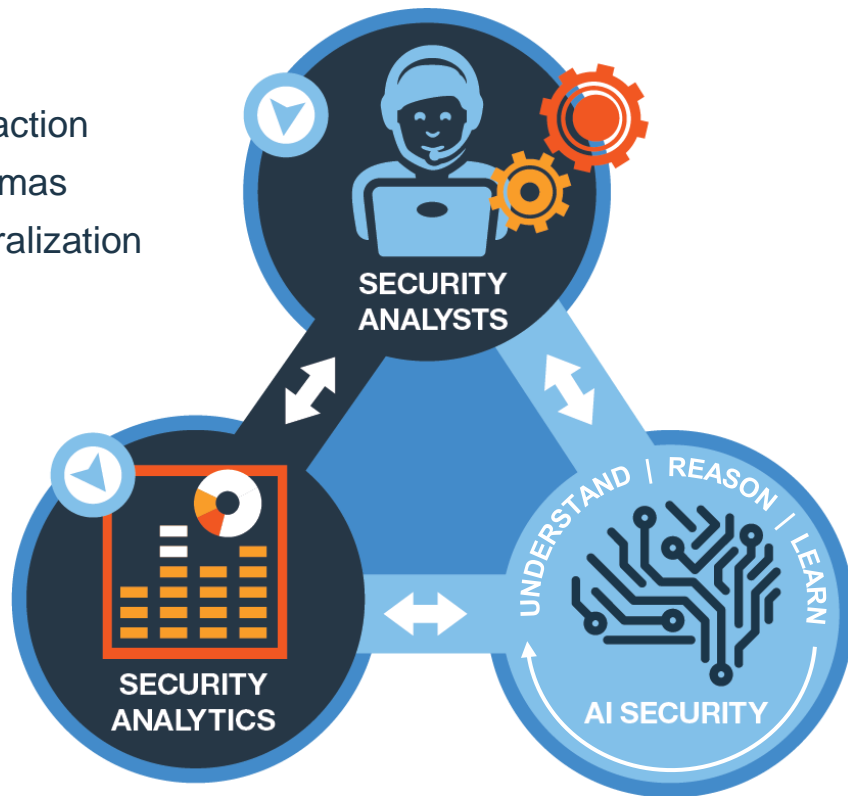 action
mas
ralization
SECURITY
ANALYSTS
UNDERSTAND | REASON | LEARN
SECURITY
ANALYTICS
AI SECURITY